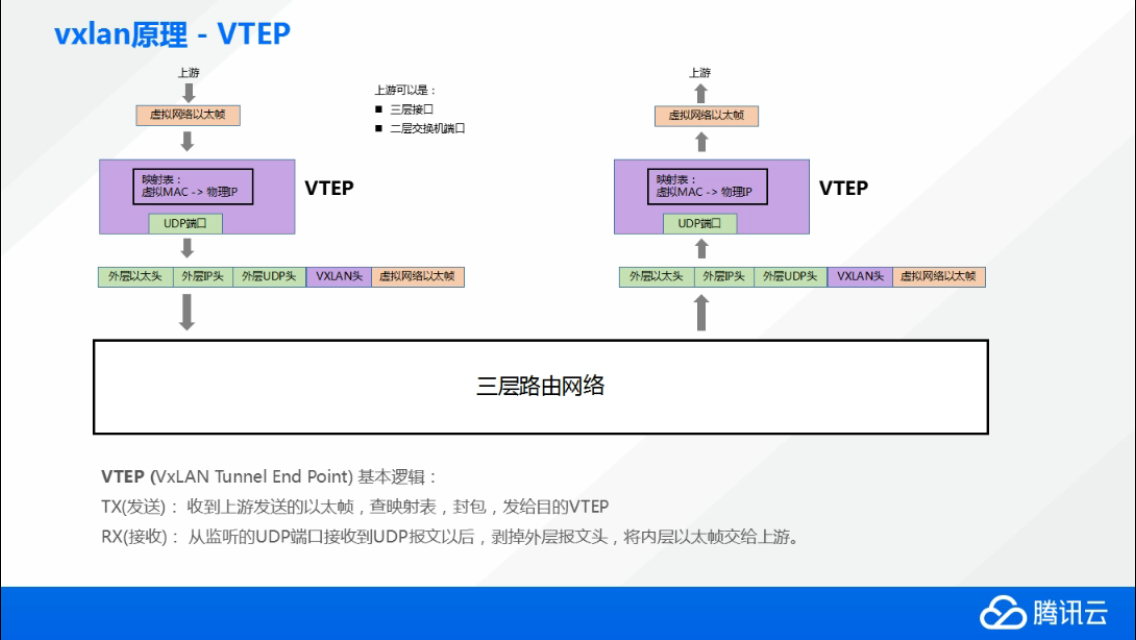 vxlan原理 - VTEP
上游
虚拟网络以太帧
映射表：
虚拟MAC -> 物理IP
UDP端口
VTEP
外层以太头 外层IP头 外层UDP头 VXLAN头 虚拟网络以太帧
上游可以是：
■ 三层接口
■ 二层交换机端口
上游
虚拟网络以太帧
映射表：
虚拟MAC -> 物理IP
UDP端口
VTEP
外层以太头 外层IP头 外层UDP头 VXLAN头 虚拟网络以太帧
三层路由网络
VTEP (VxLAN Tunnel End Point) 基本逻辑：
TX(发送)： 收到上游发送的以太帧，查映射表，封包，发给目的VTEP
RX(接收)： 从监听的UDP端口接收到UDP报文以后，剥掉外层报文头，将内层以太帧交给上游。
腾讯云